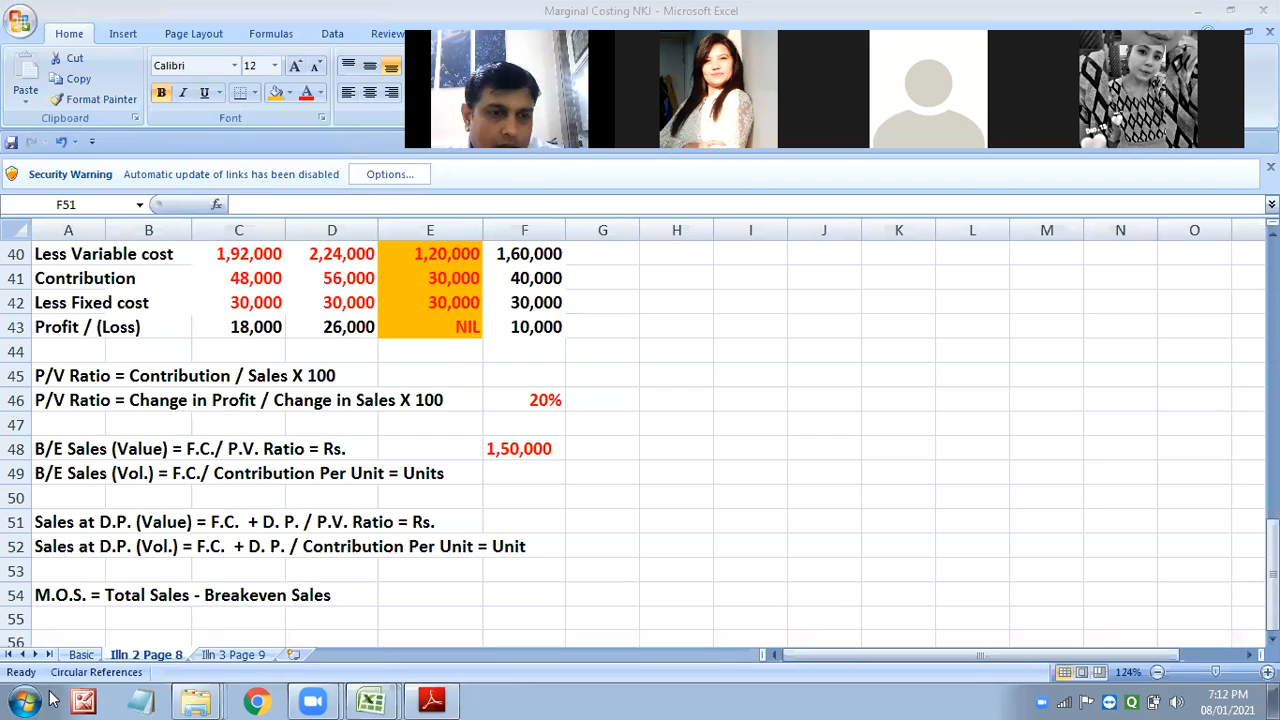 Marginal Costing NKJ - Microsoft Excel
Home Insert Page Layout Formulas Data Review
Paste
Cut
Copy
Format Painter
Clipboard
Calibri 12
B I U
Font
Security Warning Automatic update of links has been disabled Options...
F51
A B C D E F G H I J K L M N O
40 Less Variable cost 1,92,000 2,24,000 1,20,000 1,60,000
41 Contribution 48,000 56,000 30,000 40,000
42 Less Fixed cost 30,000 30,000 30,000 30,000
43 Profit / (Loss) 18,000 26,000 NIL 10,000
44
45 P/V Ratio = Contribution / Sales X 100
46 P/V Ratio = Change in Profit / Change in Sales X 100 20%
47
48 B/E Sales (Value) = F.C./ P.V. Ratio = Rs. 1,50,000
49 B/E Sales (Vol.) = F.C./ Contribution Per Unit = Units
50
51 Sales at D.P. (Value) = F.C. + D. P. / P.V. Ratio = Rs.
52 Sales at D.P. (Vol.) = F.C. + D. P. / Contribution Per Unit = Unit
53
54 M.O.S. = Total Sales - Breakeven Sales
55
56
Basic Illn 2 Page 8 Illn 3 Page 9
Ready Circular References 124%
7:12 PM
08/01/2021